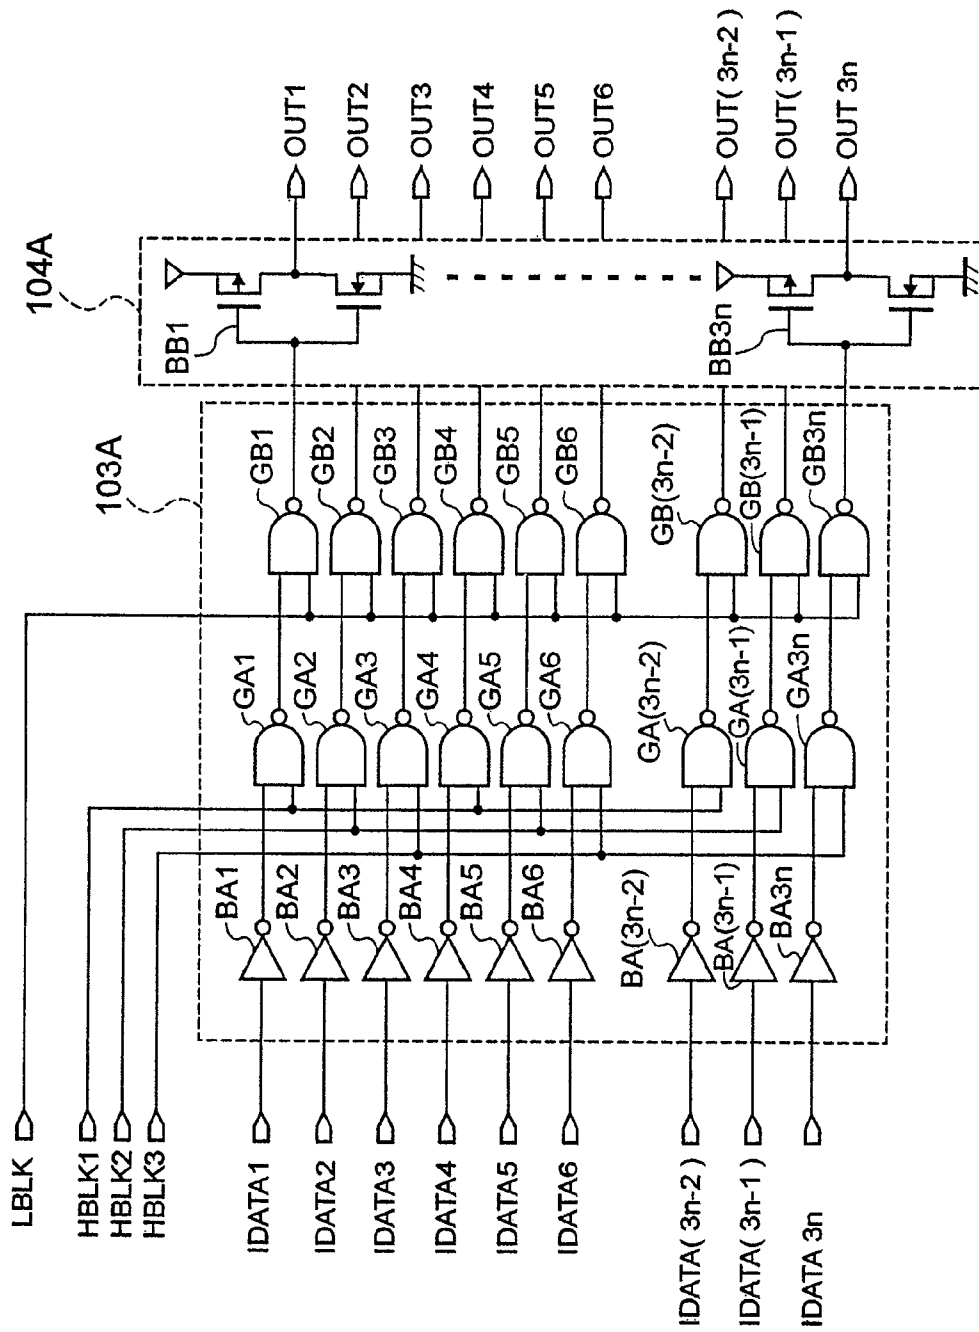 LBLK
HBLK1
HBLK2
HBLK3
IDATA1
IDATA2
IDATA3
IDATA4
IDATA5
IDATA6
IDATA( 3n-2 )
IDATA( 3n-1 )
IDATA 3n
BA1
BA2
BA3
BA4
BA5
BA6
BA(3n-2)
BA(3n-1)
BA3n
GA1
GA2
GA3
GA4
GA5
GA6
GA(3n-2)
GA(3n-1)
GA3n
103A
GB1
GB2
GB3
GB4
GB5
GB6
GB(3n-2)
GB(3n-1)
GB3n
104A
BB1
BB3n
OUT1
OUT2
OUT3
OUT4
OUT5
OUT6
OUT( 3n-2 )
OUT( 3n-1 )
OUT 3n